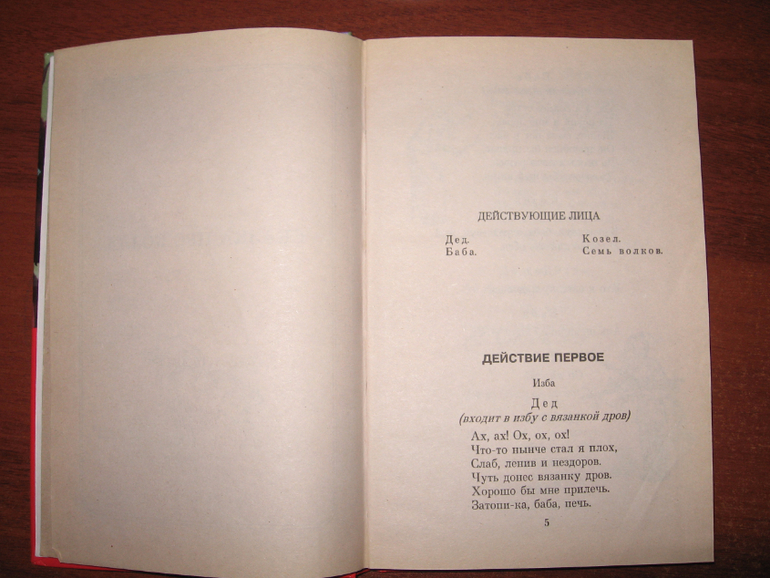 ДЕЙСТВУЮЩИЕ ЛИЦА
Дед. Козел.
Баба. Семь волков.
ДЕЙСТВИЕ ПЕРВОЕ
Изба
Дед
(входит в избу с вязанкой дров)
Ах, ах! Ох, ох, ох!
Что-то нынче стал я плох,
Слаб, ленив и нездоров.
Чуть донес вязанку дров.
Хорошо бы мне прилечь.
Затопи-ка, баба, печь.
5